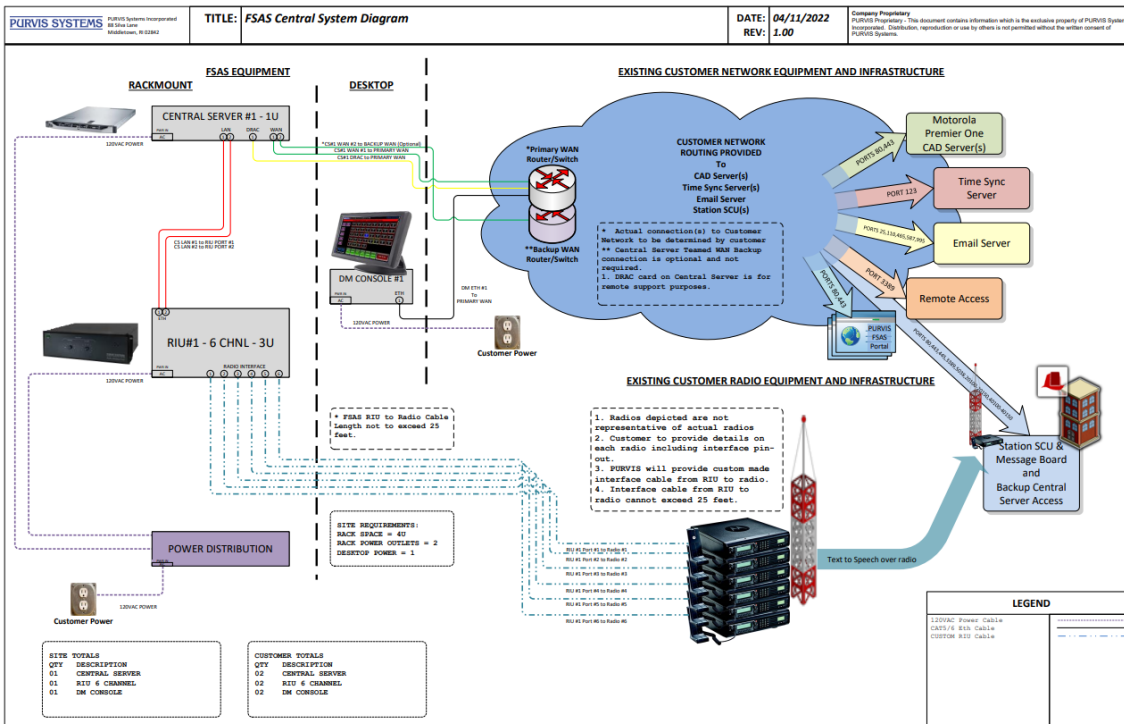 PURVIS SYSTEMS
PURVIS Systems Incorporated
88 Silva Lane
Middletown, RI 02842
TITLE: FSAS Central System Diagram
DATE: 04/11/2022
REV: 1.00
Company Proprietary
PURVIS Proprietary - This document contains information which is the exclusive property of PURVIS System
Incorporated. Distribution, reproduction or use by others is not permitted without the written consent of
PURVIS Systems.
FSAS EQUIPMENT
RACKMOUNT
DESKTOP
EXISTING CUSTOMER NETWORK EQUIPMENT AND INFRASTRUCTURE
CENTRAL SERVER #1 - 1U
LAN
DRAC
WAN
AC
120VAC POWER
*CS#1 WAN #2 to BACKUP WAN (Optional)
CS#1 WAN #1 to PRIMARY WAN
CS#1 DRAC to PRIMARY WAN
CS LAN #1 to RIU PORT #1
CS LAN #2 to RIU PORT #2
*Primary WAN
Router/Switch
**Backup WAN
Router/Switch
CUSTOMER NETWORK
ROUTING PROVIDED
To
CAD Server(s)
Time Sync Server(s)
Email Server
Station SCU(s)
* Actual connection(s) to Customer
Network to be determined by customer
** Central Server Teamed WAN Backup
connection is optional and not
required.
1. DRAC card on Central Server is for
remote support purposes.
PORTS 80,443
Motorola
Premier One
CAD Server(s)
PORT 123
Time Sync
Server
PORTS 25,110,465,587,995
Email Server
PORT 3389
Remote Access
PORTS 80,443
PURVIS
FSAS
Portal
DM CONSOLE #1
AC
ETH
120VAC POWER
DM ETH #1
To
PRIMARY WAN
Customer Power
ETH
RIU#1 - 6 CHNL - 3U
AC
RADIO INTERFACE
1 2 3 4 5 6
120VAC POWER
* FSAS RIU to Radio Cable
Length not to exceed 25
feet.
EXISTING CUSTOMER RADIO EQUIPMENT AND INFRASTRUCTURE
1. Radios depicted are not
representative of actual radios
2. Customer to provide details on
each radio including interface pin-
out.
3. PURVIS will provide custom made
interface cable from RIU to radio.
4. Interface cable from RIU to
radio cannot exceed 25 feet.
Station SCU &
Message Board
and
Backup Central
Server Access
SITE REQUIREMENTS:
RACK SPACE = 4U
RACK POWER OUTLETS = 2
DESKTOP POWER = 1
POWER DISTRIBUTION
120VAC POWER
Customer Power
RIU #1 Port #1 to Radio #1
RIU #1 Port #2 to Radio #2
RIU #1 Port #3 to Radio #3
RIU #1 Port #4 to Radio #4
RIU #1 Port #5 to Radio #5
RIU #1 Port #6 to Radio #6
Text to Speech over radio
SITE TOTALS
QTY DESCRIPTION
01 CENTRAL SERVER
01 RIU 6 CHANNEL
01 DM CONSOLE
CUSTOMER TOTALS
QTY DESCRIPTION
02 CENTRAL SERVER
02 RIU 6 CHANNEL
02 DM CONSOLE
LEGEND
120VAC Power Cable
CAT5/6 Eth Cable
CUSTOM RIU Cable